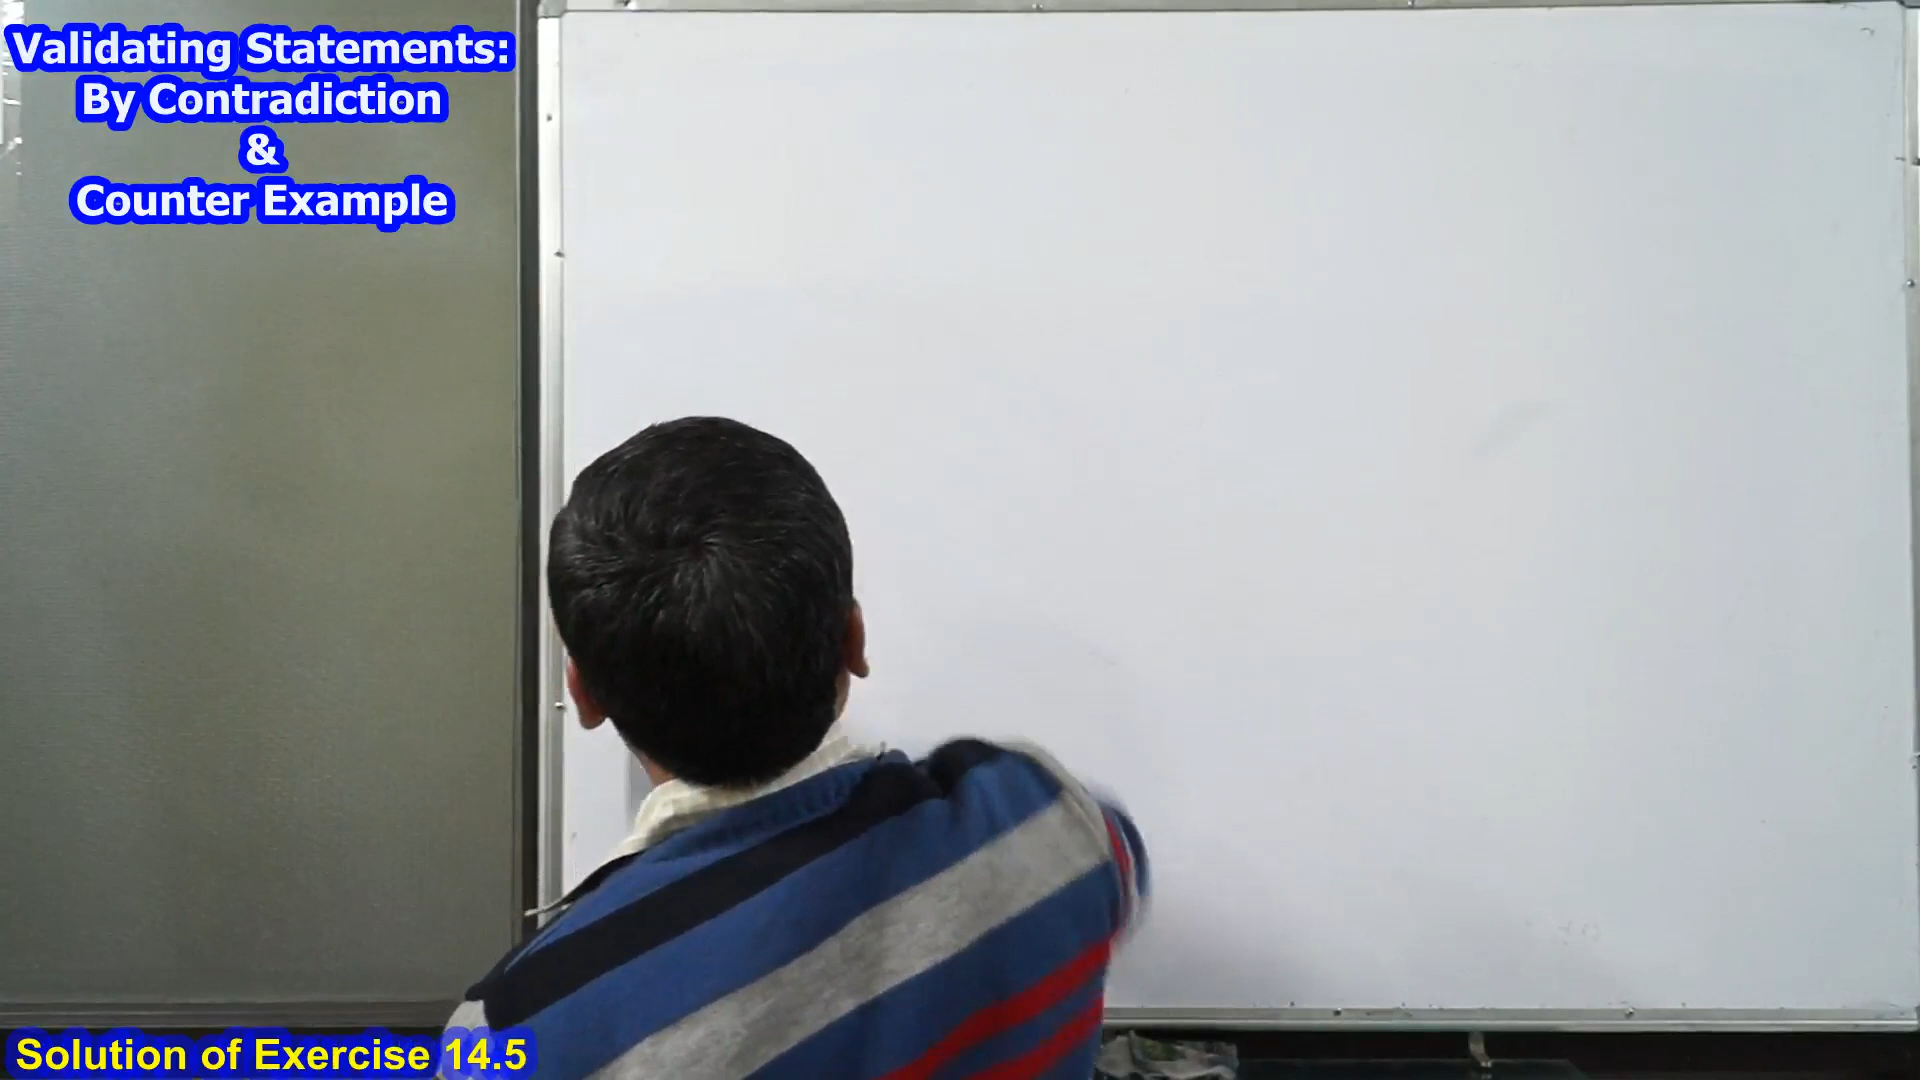 Validating Statements:
By Contradiction
&
Counter Example
Solution of Exercise 14.5